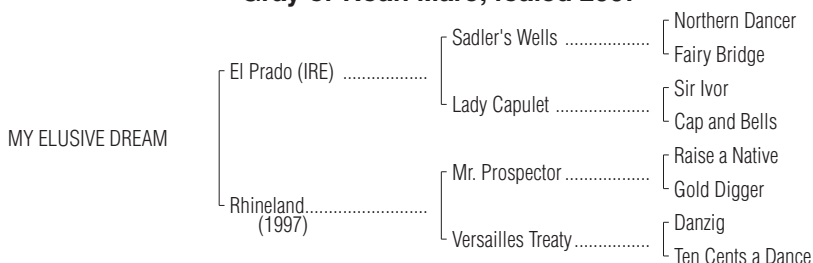 Northern Dancer
Sadler's Wells ..................
Fairy Bridge
El Prado (IRE) ..................
Sir Ivor
Lady Capulet ....................
Cap and Bells
MY ELUSIVE DREAM
Raise a Native
Mr. Prospector ..................
Gold Digger
Rhineland..........................
(1997)
Danzig
Versailles Treaty................
Ten Cents a Dance